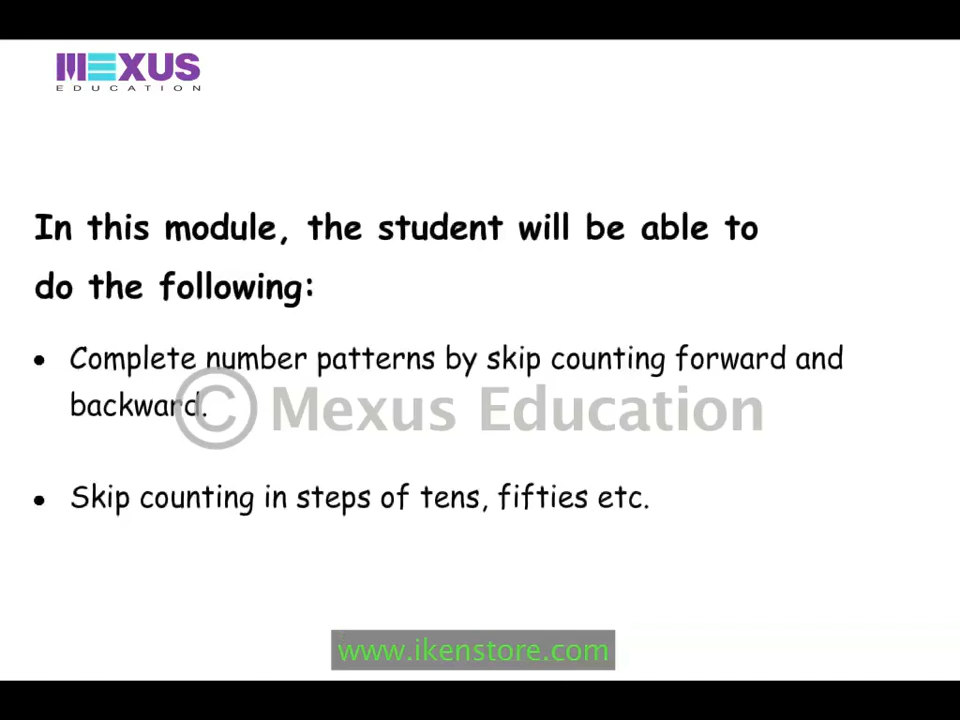 MEXUS
EDUCATION
In this module, the student will be able to
do the following:
• Complete number patterns by skip counting forward and
backward.
© Mexus Education
• Skip counting in steps of tens, fifties etc.
www.ikenstore.com